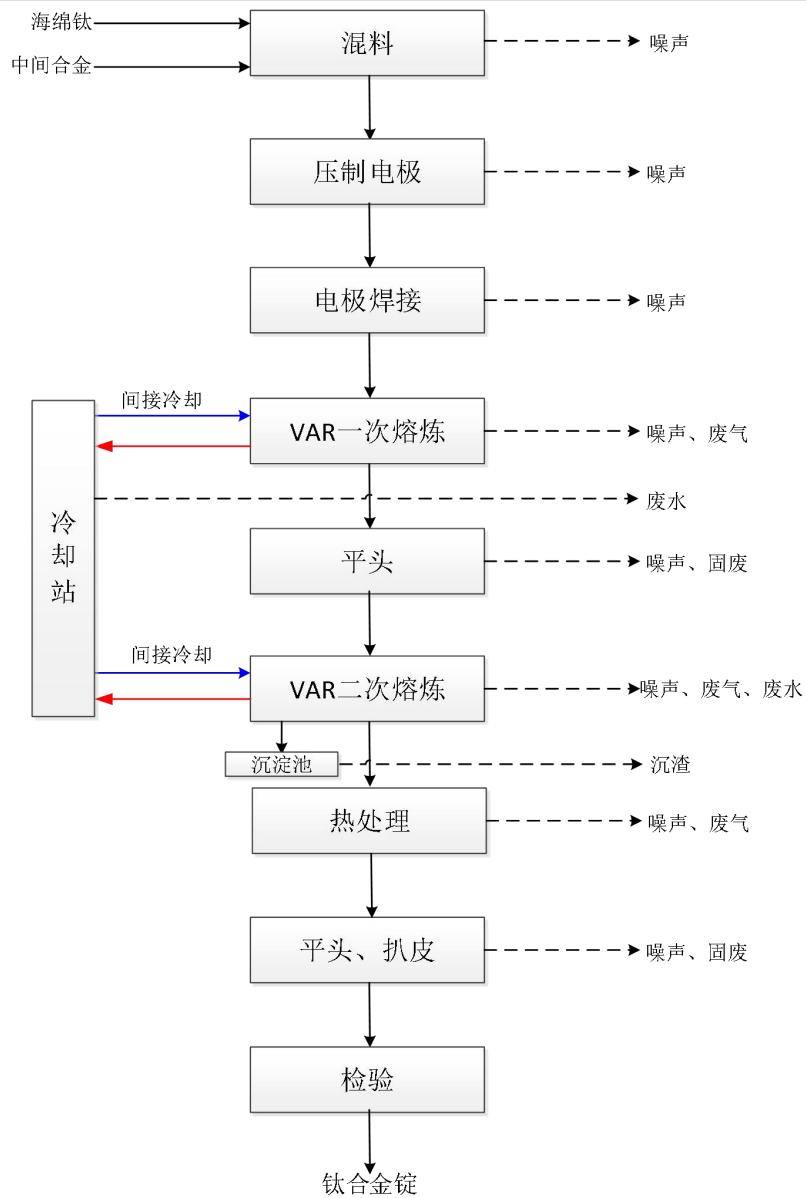 海绵钛
中间合金
混料
噪声
压制电极
噪声
电极焊接
噪声
间接冷却
VAR一次熔炼
噪声、废气
冷却站
废水
平头
噪声、固废
间接冷却
VAR二次熔炼
噪声、废气、废水
沉淀池
沉渣
热处理
噪声、废气
平头、扒皮
噪声、固废
检验
钛合金锭